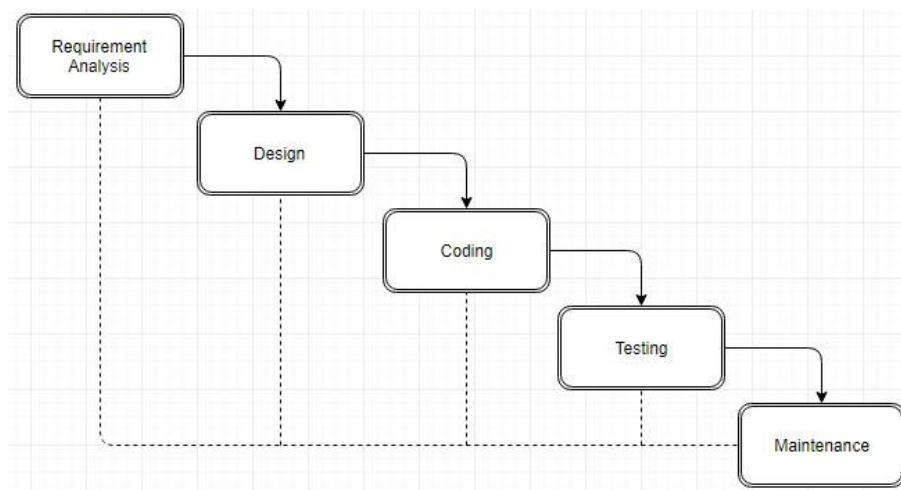 Requirement
Analysis
Design
Coding
Testing
Maintenance